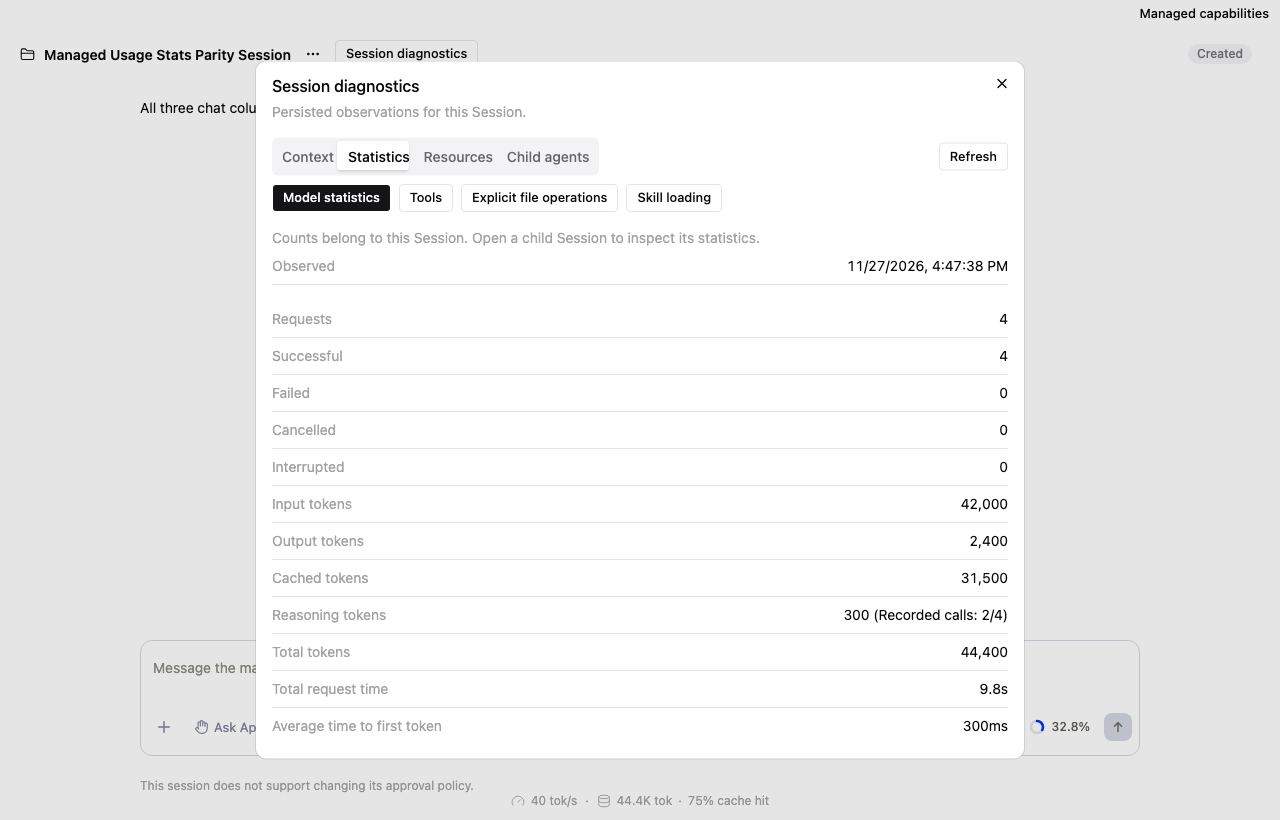 Managed capabilities
Managed Usage Stats Parity Session
Session diagnostics
Created
All three chat colu
Session diagnostics
Persisted observations for this Session.
Context Statistics Resources Child agents
Refresh
Model statistics Tools Explicit file operations Skill loading
Counts belong to this Session. Open a child Session to inspect its statistics.
Observed 11/27/2026, 4:47:38 PM
Requests 4
Successful 4
Failed 0
Cancelled 0
Interrupted 0
Input tokens 42,000
Output tokens 2,400
Cached tokens 31,500
Reasoning tokens 300 (Recorded calls: 2/4)
Total tokens 44,400
Total request time 9.8s
Average time to first token 300ms
Message the ma
Ask Ap
32.8%
This session does not support changing its approval policy.
40 tok/s · 44.4K tok · 75% cache hit